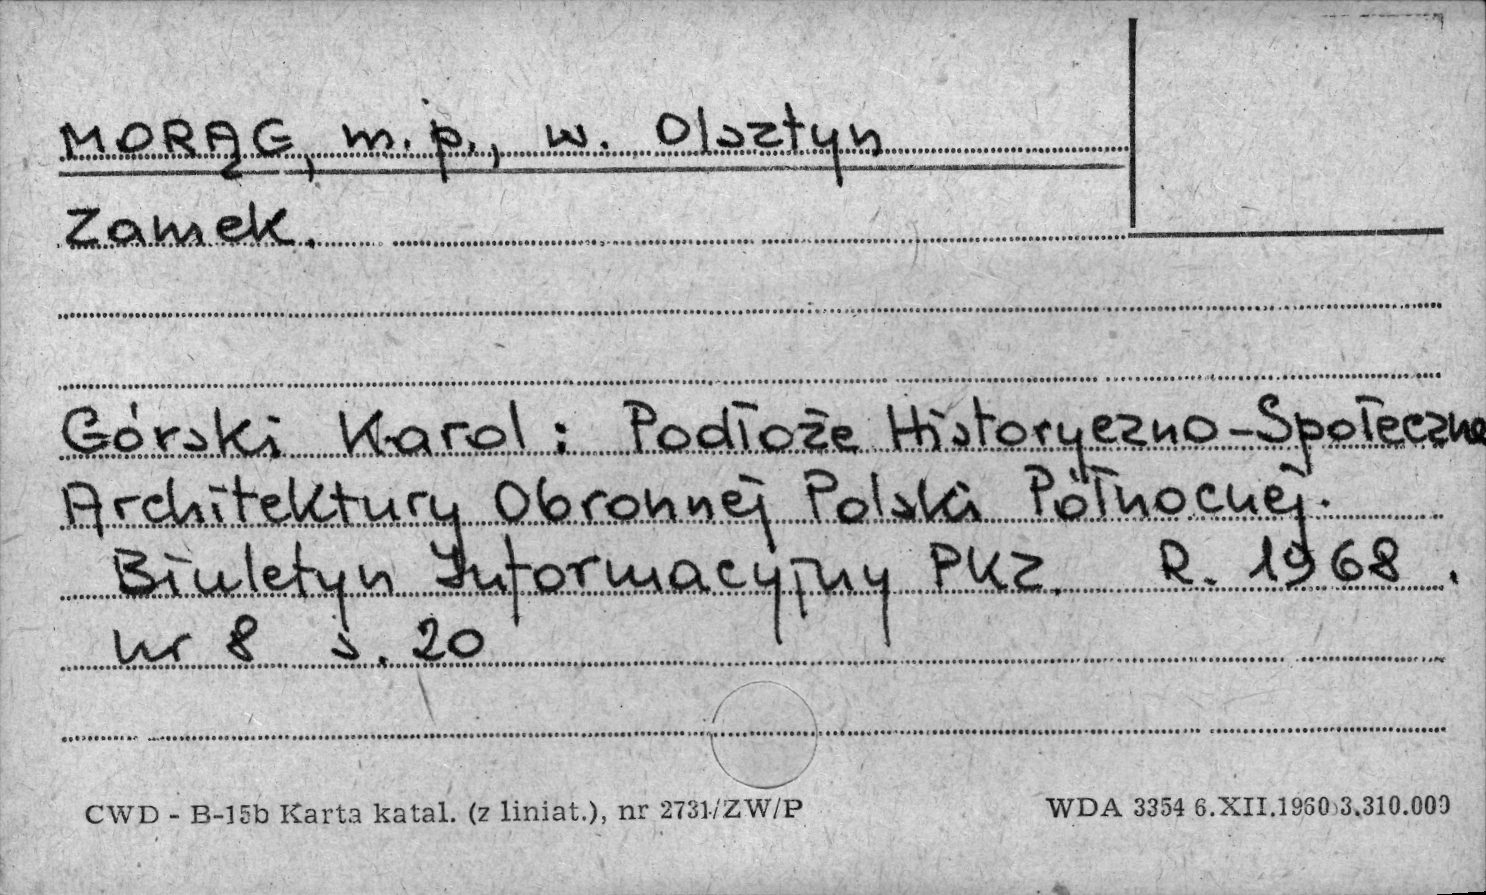 MORĄG, m.p., w. Olsztyn
Zamek.
Górski Karol: Podłoże Historyczno-Społeczne
Architektury Obronnej Polski Północnej.
Biuletyn Informacyjny PKZ. R. 1968.
nr 8 s. 20
CWD - B-15b Karta katal. (z liniat.), nr 2731/ZW/P WDA 3354 6.XII.1960 3.310.000